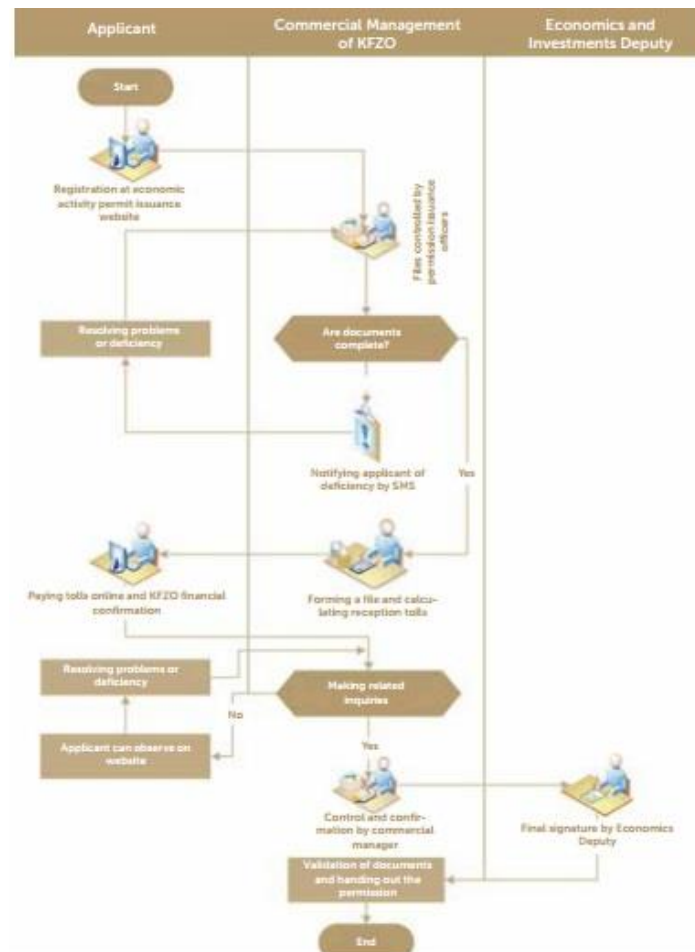 Applicant
Commercial Management
of KFZO
Economics and
Investments Deputy
Start
Registration at economic
activity permit issuance
website
Files controlled by
permission issuance
officers
Resolving problems
or deficiency
Are documents
complete?
Notifying applicant of
deficiency by SMS
Yes
Paying tolls online and KFZO financial
confirmation
Forming a file and calcu-
lating reception tolls
Resolving problems or
deficiency
Making related
inquiries
No
Applicant can observe on
website
Yes
Control and confir-
mation by commercial
manager
Final signature by Economics
Deputy
Validation of documents
and handing out the
permission
End